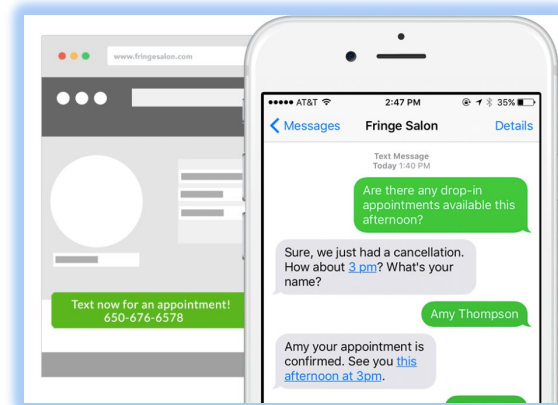 www.fringesalon.com
Text now for an appointment!
650-676-6578
AT&T
2:47 PM
35%
Messages
Fringe Salon
Details
Text Message
Today 1:40 PM
Are there any drop-in
appointments available this
afternoon?
Sure, we just had a cancellation.
How about 3 pm? What's your
name?
Amy Thompson
Amy your appointment is
confirmed. See you this
afternoon at 3pm.